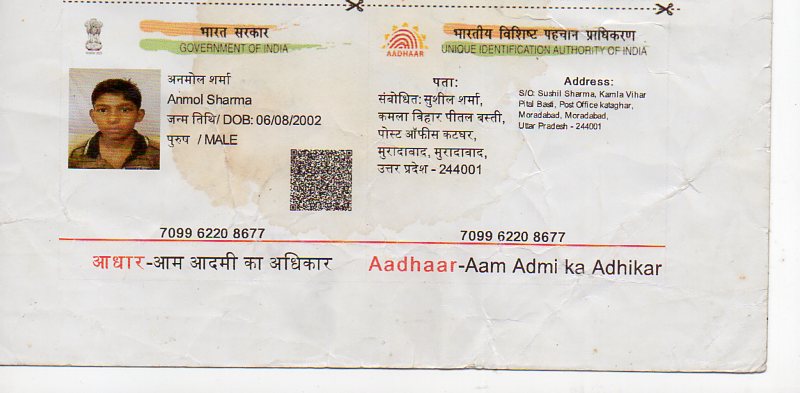 भारत सरकार
GOVERNMENT OF INDIA
अनमोल शर्मा
Anmol Sharma
जन्म तिथि/ DOB: 06/08/2002
पुरुष / MALE
7099 6220 8677
भारतीय विशिष्ट पहचान प्राधिकरण
AADHAAR
UNIQUE IDENTIFICATION AUTHORITY OF INDIA
पता:
संबोधित: सुशील शर्मा,
कमला विहार पीतल बस्ती,
पोस्ट ऑफीस कटघर,
मुरादाबाद, मुरादाबाद,
उत्तर प्रदेश - 244001
Address:
S/O: Sushil Sharma, Kamla Vihar
Pital Basti, Post Office kataghar,
Moradabad, Moradabad,
Uttar Pradesh - 244001
7099 6220 8677
आधार-आम आदमी का अधिकार
Aadhaar-Aam Admi ka Adhikar